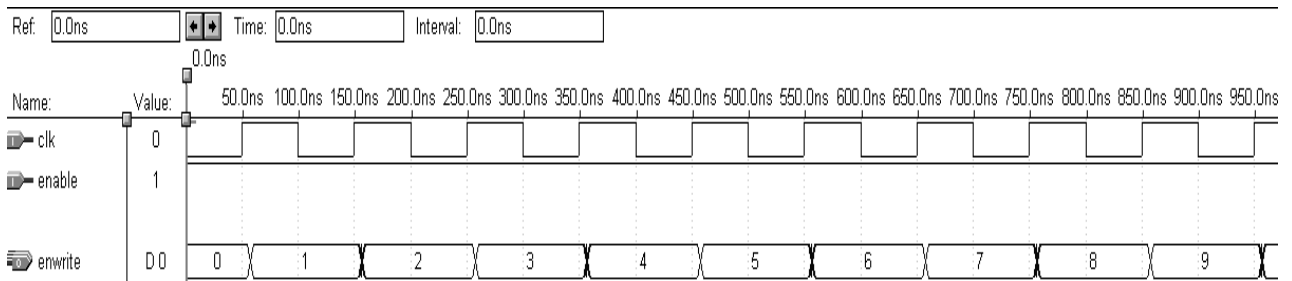 Ref: 0.0ns Time: 0.0ns Interval: 0.0ns
0.0ns
Name: Value: 50.0ns 100.0ns 150.0ns 200.0ns 250.0ns 300.0ns 350.0ns 400.0ns 450.0ns 500.0ns 550.0ns 600.0ns 650.0ns 700.0ns 750.0ns 800.0ns 850.0ns 900.0ns 950.0ns
clk 0
enable 1
enwrite D 0 0 1 2 3 4 5 6 7 8 9